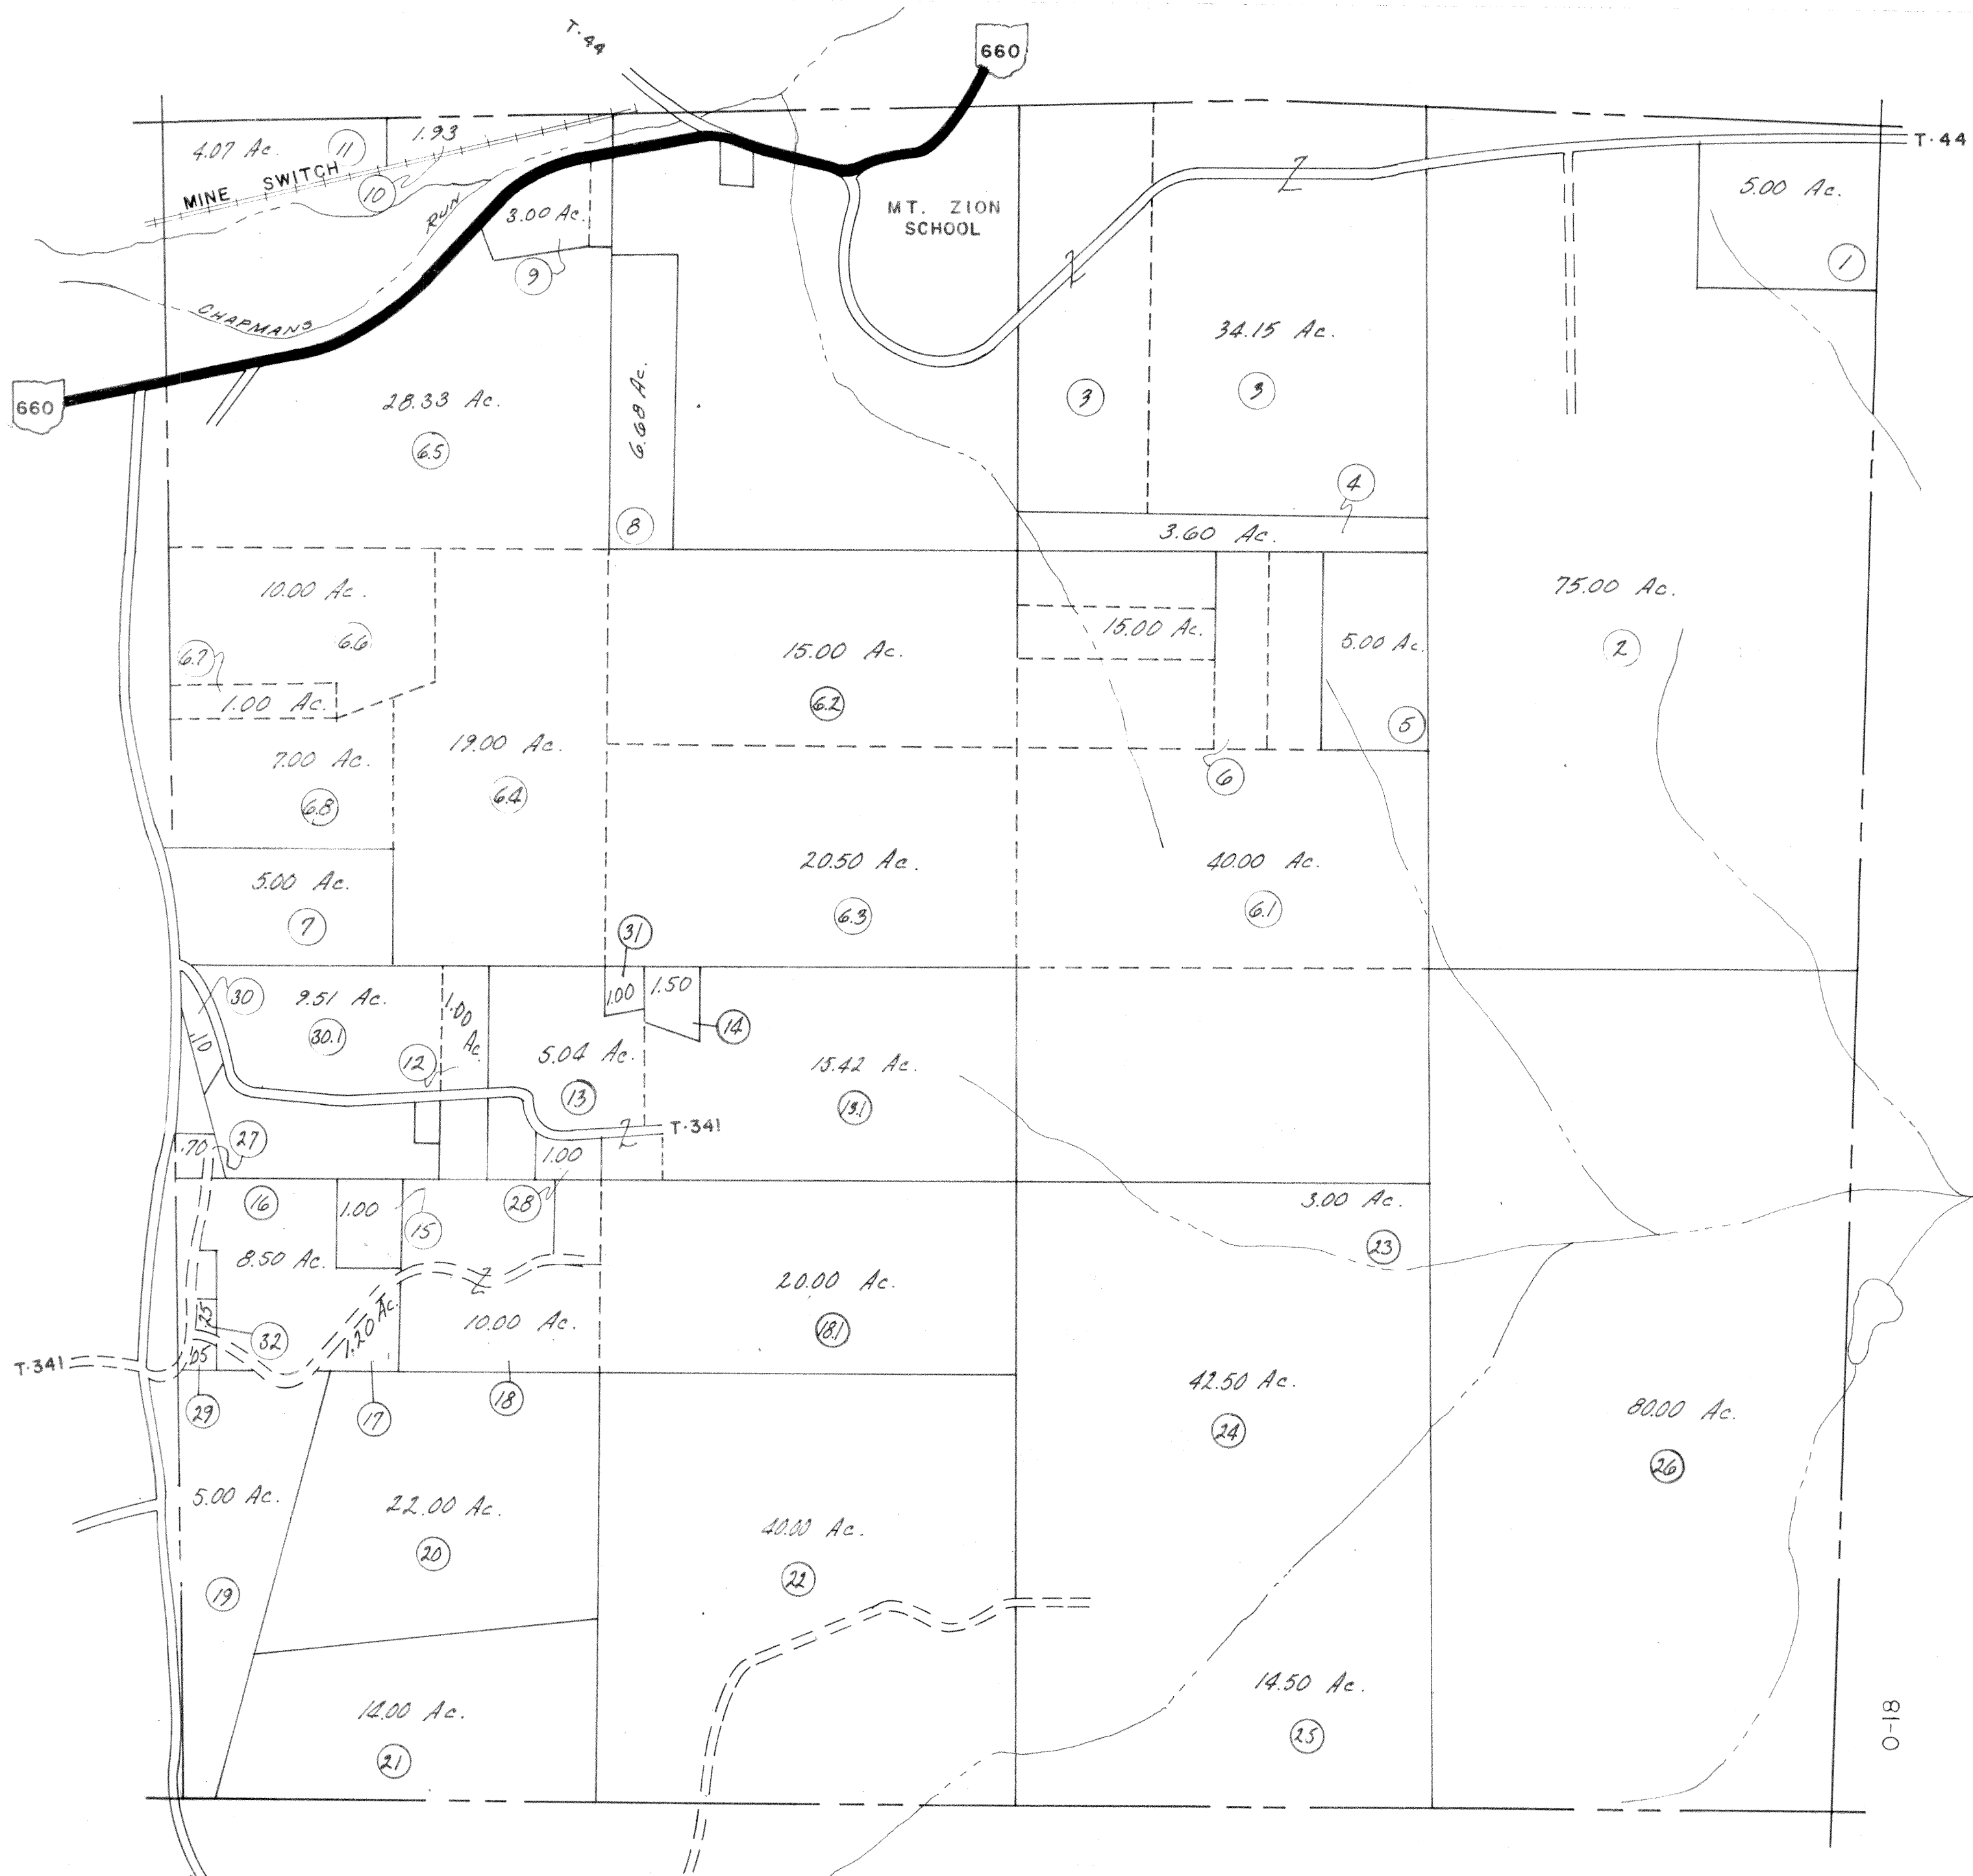 T-44
660
4.07 Ac.
11
1.93
10
MINE SWITCH
RUN
CHAPMANS
3.00 Ac.
9
MT. ZION
SCHOOL
T-44
5.00 Ac.
1
660
28.33 Ac.
6.5
6.68 Ac.
8
3
34.15 Ac.
3
4
3.60 Ac.
10.00 Ac.
6.6
6.7
1.00 Ac.
7.00 Ac.
6.8
19.00 Ac.
6.4
15.00 Ac.
6.2
15.00 Ac.
5.00 Ac.
5
6
75.00 Ac.
2
5.00 Ac.
7
20.50 Ac.
6.3
40.00 Ac.
6.1
31
1.00
1.50
14
30
.10
9.51 Ac.
30.1
12
1.00
Ac.
5.04 Ac.
13
15.42 Ac.
13.1
T-341
.70
27
1.00
28
16
1.00
15
8.50 Ac.
.25
32
.05
29
T-341
1.20 Ac.
17
10.00 Ac.
18
20.00 Ac.
18.1
3.00 Ac.
23
42.50 Ac.
24
80.00 Ac.
26
5.00 Ac.
19
22.00 Ac.
20
40.00 Ac.
22
14.00 Ac.
21
14.50 Ac.
25
0-18